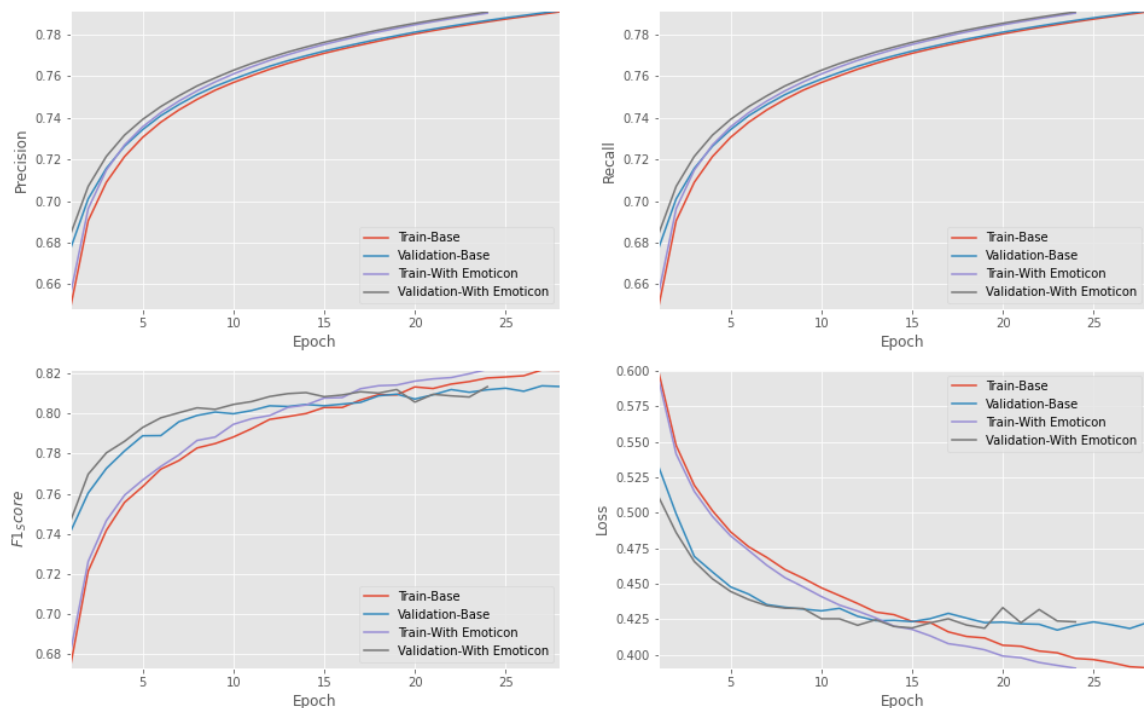 0.78
0.76
0.74
0.72
0.70
0.68
0.66
Precision
5
10
15
20
25
Epoch
Train-Base
Validation-Base
Train-With Emoticon
Validation-With Emoticon
0.78
0.76
0.74
0.72
0.70
0.68
0.66
Recall
5
10
15
20
25
Epoch
Train-Base
Validation-Base
Train-With Emoticon
Validation-With Emoticon
0.82
0.80
0.78
0.76
0.74
0.72
0.70
0.68
F1Score
5
10
15
20
25
Epoch
Train-Base
Validation-Base
Train-With Emoticon
Validation-With Emoticon
0.600
0.575
0.550
0.525
0.500
0.475
0.450
0.425
0.400
Loss
5
10
15
20
25
Epoch
Train-Base
Validation-Base
Train-With Emoticon
Validation-With Emoticon